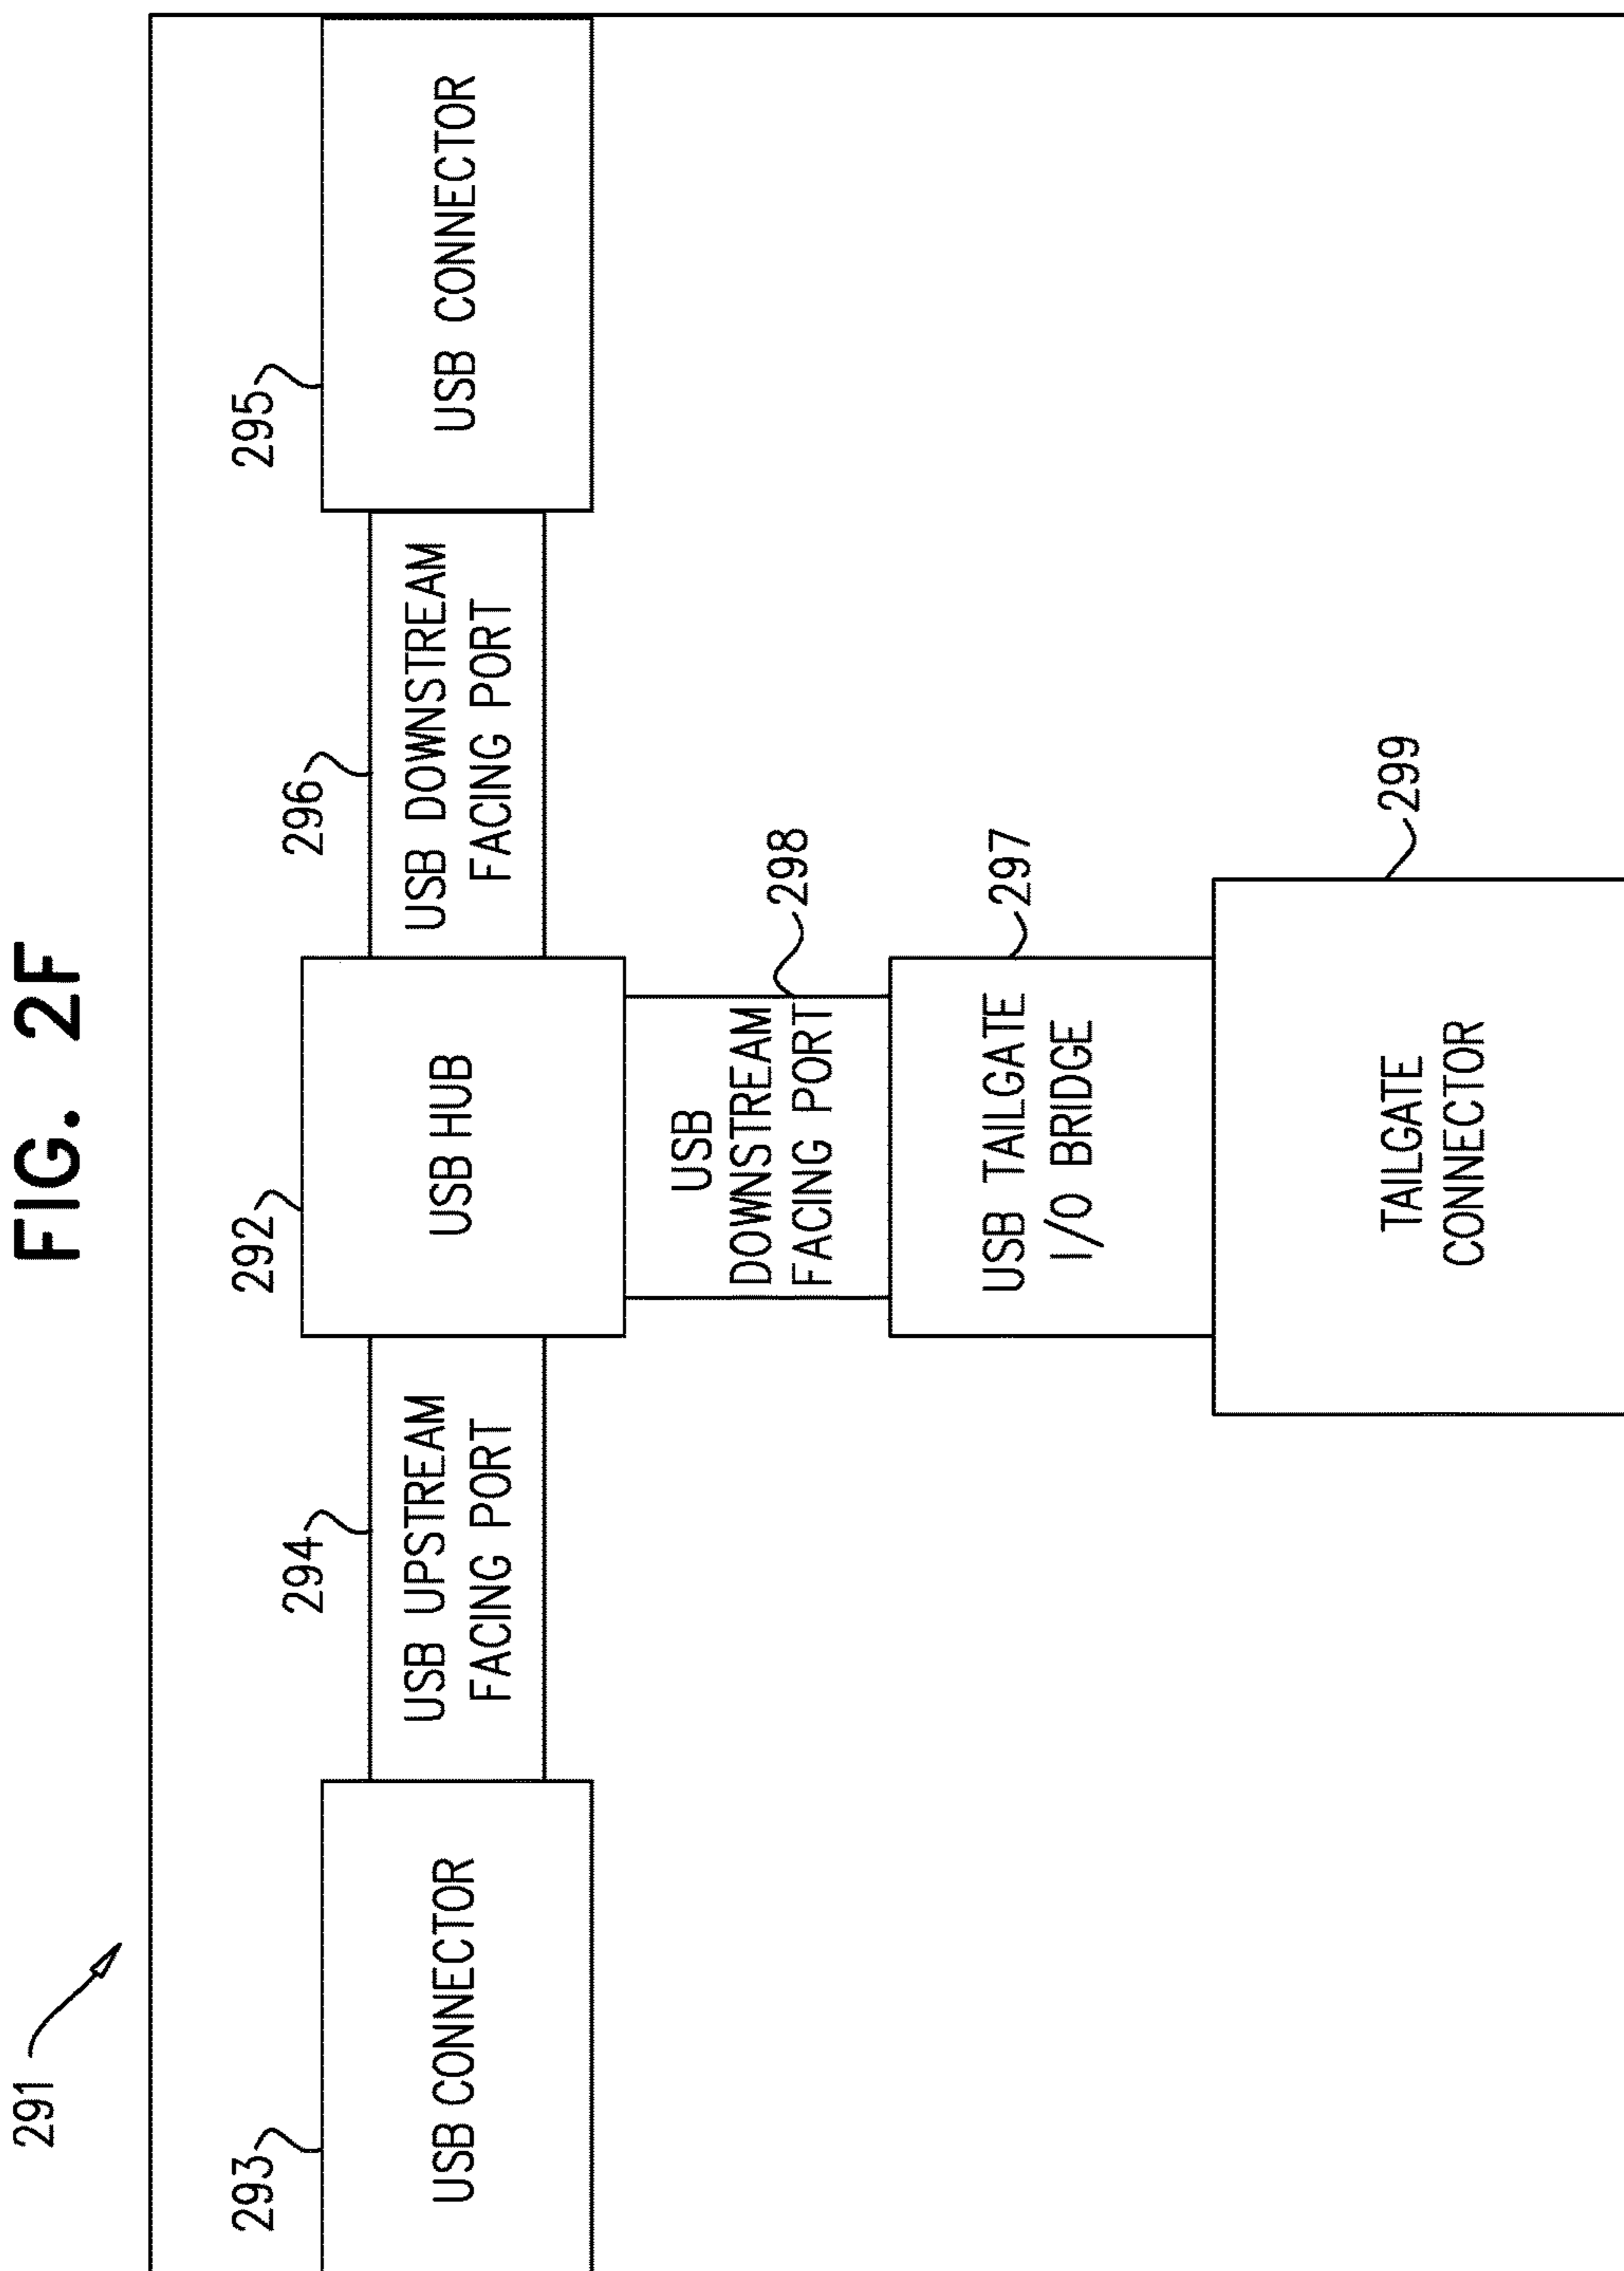 FIG. 2F
291
293
USB CONNECTOR
294
USB UPSTREAM
FACING PORT
292
USB HUB
296
USB DOWNSTREAM
FACING PORT
295
USB CONNECTOR
USB
DOWNSTREAM
FACING PORT
298
USB TAILGATE
I/O BRIDGE
297
TAILGATE
CONNECTOR
299